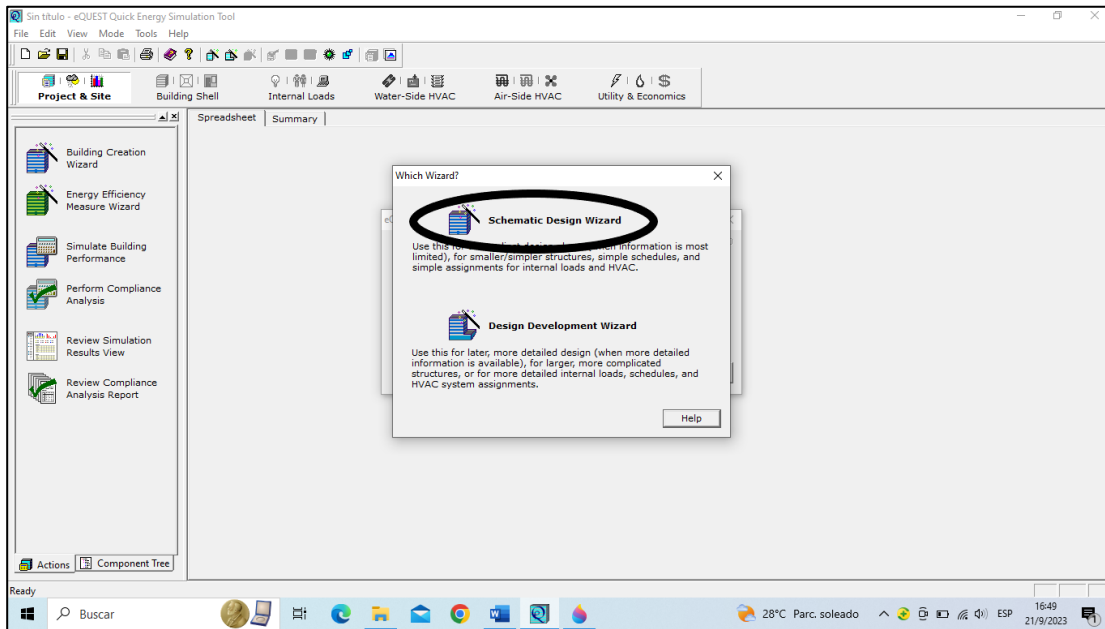 Sin título - eQUEST Quick Energy Simulation Tool
File Edit View Mode Tools Help
Project & Site Building Shell Internal Loads Water-Side HVAC Air-Side HVAC Utility & Economics
Spreadsheet Summary
Building Creation
Wizard
Energy Efficiency
Measure Wizard
Simulate Building
Performance
Perform Compliance
Analysis
Review Simulation
Results View
Review Compliance
Analysis Report
Actions Component Tree
Which Wizard?
Schematic Design Wizard
Use this for information is most
limited), for smaller/simpler structures, simple schedules, and
simple assignments for internal loads and HVAC.
Design Development Wizard
Use this for later, more detailed design (when more detailed
information is available), for larger, more complicated
structures, or for more detailed internal loads, schedules, and
HVAC system assignments.
Help
Ready
Buscar
28°C Parc. soleado
ESP
16:49
21/9/2023
1